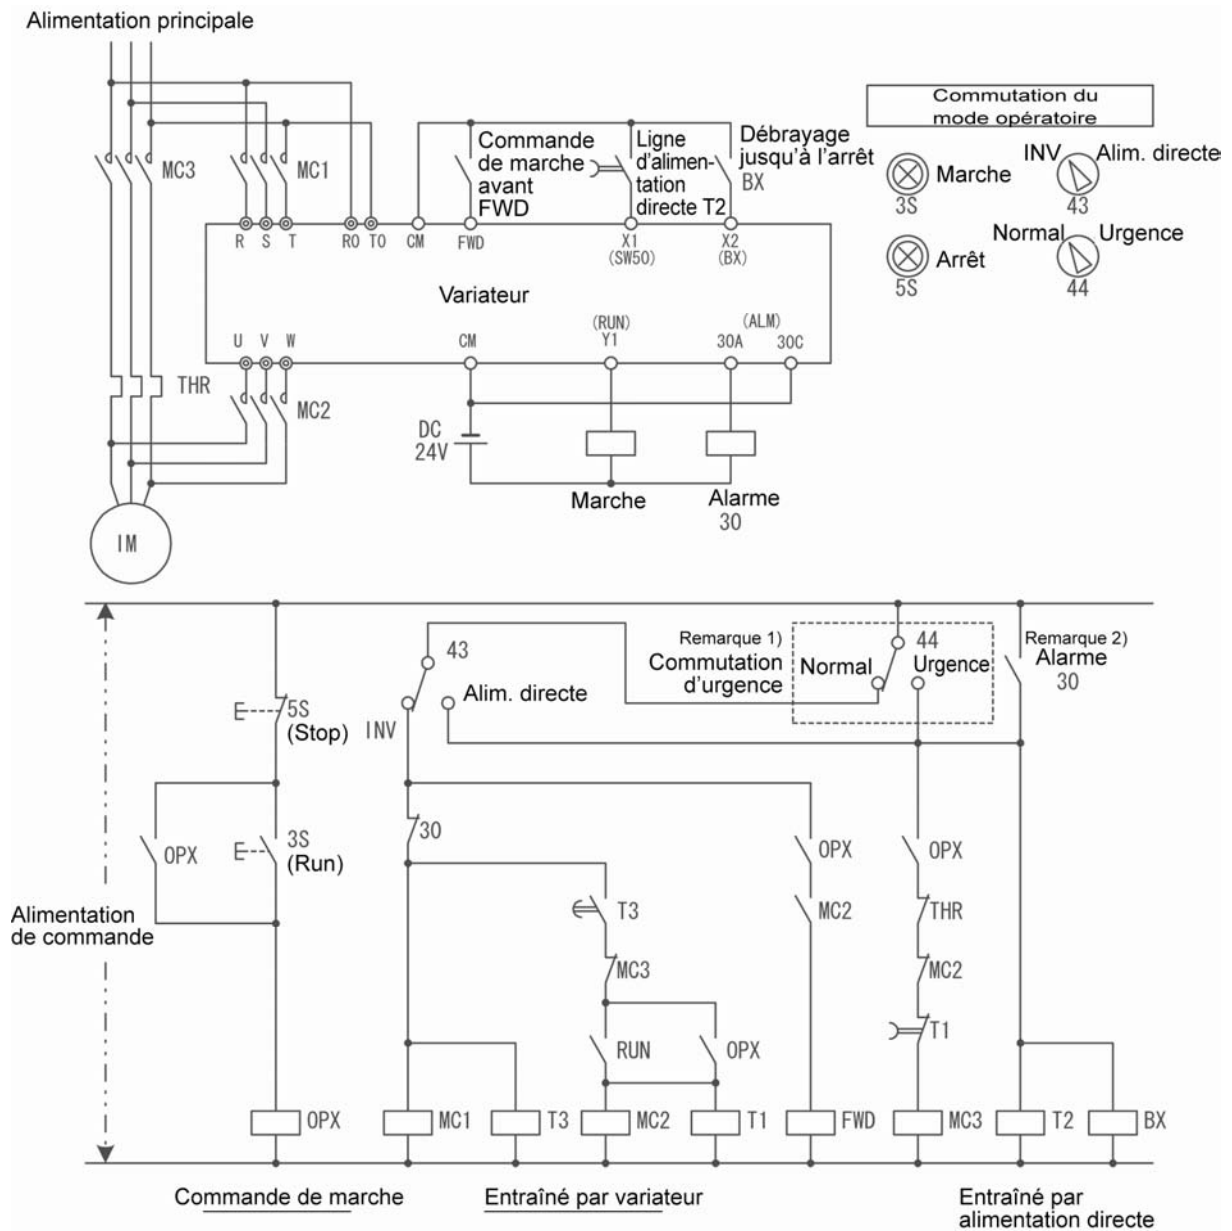 Alimentation principale
MC3
MC1
Commande
de marche
avant
FWD
Ligne
d'alimen-
tation
directe T2
Débrayage
jusqu'à l'arrêt
BX
Commutation du
mode opératoire
Marche
3S
INV
Alim. directe
43
Arrêt
5S
Normal
Urgence
44
R
S
T
R0
T0
CM
FWD
X1
(SW50)
X2
(BX)
Variateur
U
V
W
CM
(RUN)
Y1
(ALM)
30A
30C
THR
MC2
DC
24V
Marche
Alarme
30
IM
43
Remarque 1)
Commutation
d'urgence
Normal
44
Urgence
Remarque 2)
Alarme
30
5S
(Stop)
INV
Alim. directe
OPX
3S
(Run)
30
OPX
OPX
Alimentation
de commande
T3
MC2
THR
MC3
MC2
RUN
OPX
T1
OPX
MC1
T3
MC2
T1
FWD
MC3
T2
BX
Commande de marche
Entraîné par variateur
Entraîné par
alimentation directe